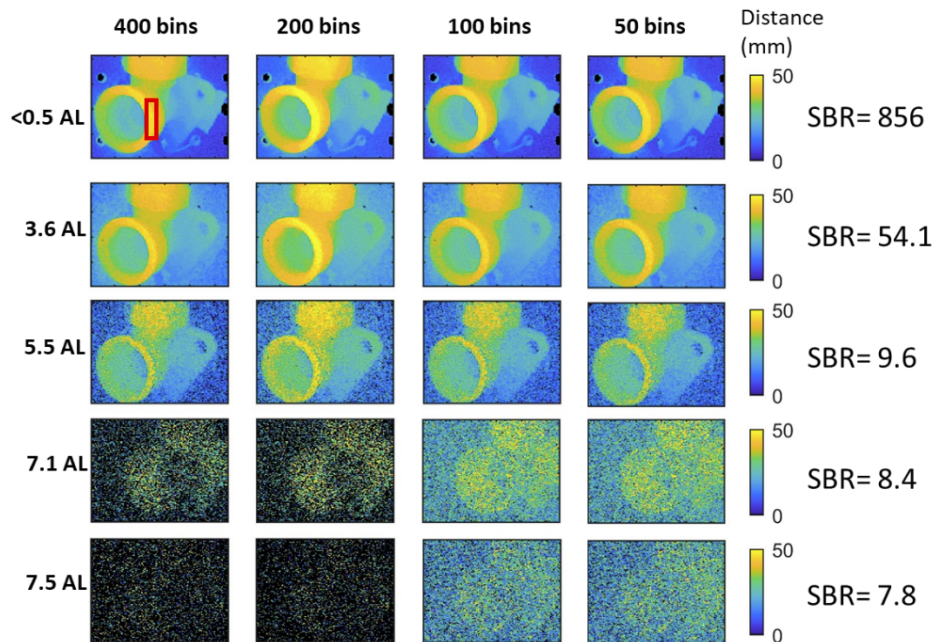 400 bins 200 bins 100 bins 50 bins Distance
(mm)
<0.5 AL 50 SBR= 856
0
3.6 AL 50 SBR= 54.1
0
5.5 AL 50 SBR= 9.6
0
7.1 AL 50 SBR= 8.4
0
7.5 AL 50 SBR= 7.8
0